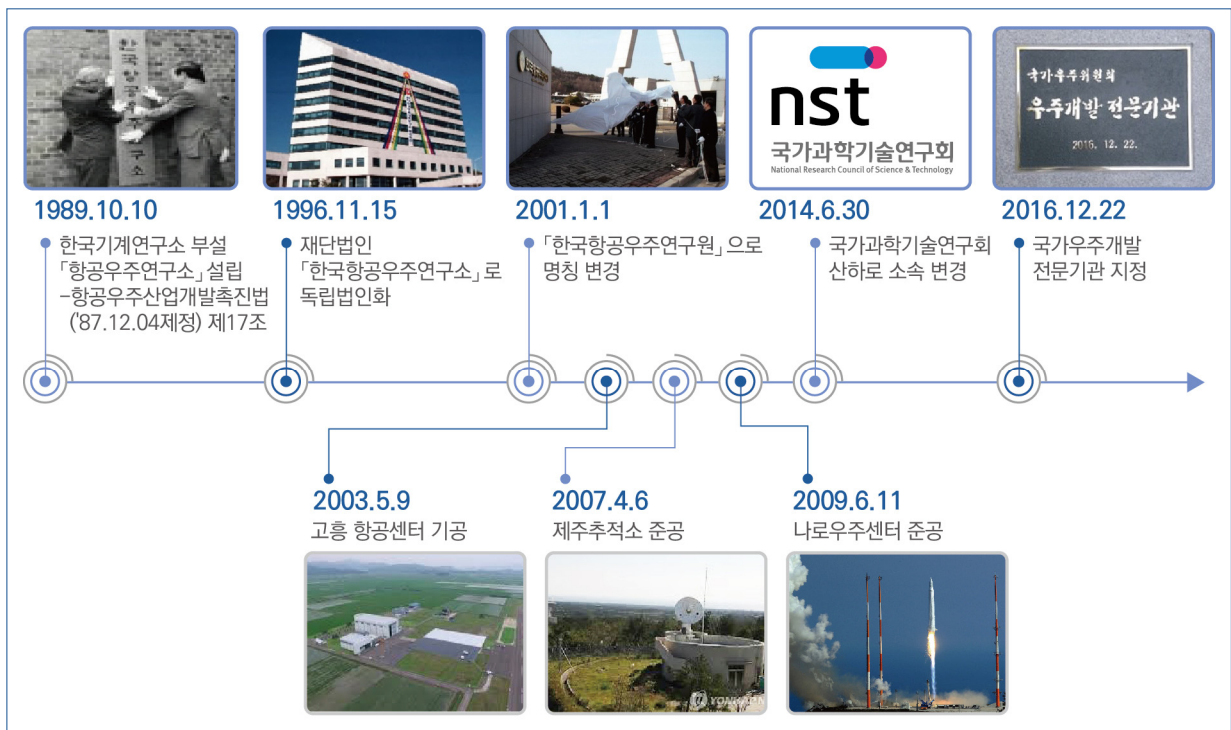 한국항공
구소
nst
국가과학기술연구회
National Research Council of Science & Technology
국가우주위원회
우주개발 전문기관
2016. 12. 22.
1989.10.10
한국기계연구소 부설
「항공우주연구소」설립
-항공우주산업개발촉진법
('87.12.04제정) 제17조
1996.11.15
재단법인
「한국항공우주연구소」로
독립법인화
2001.1.1
「한국항공우주연구원」으로
명칭 변경
2014.6.30
국가과학기술연구회
산하로 소속 변경
2016.12.22
국가우주개발
전문기관 지정
2003.5.9
고흥 항공센터 기공
2007.4.6
제주추적소 준공
2009.6.11
나로우주센터 준공